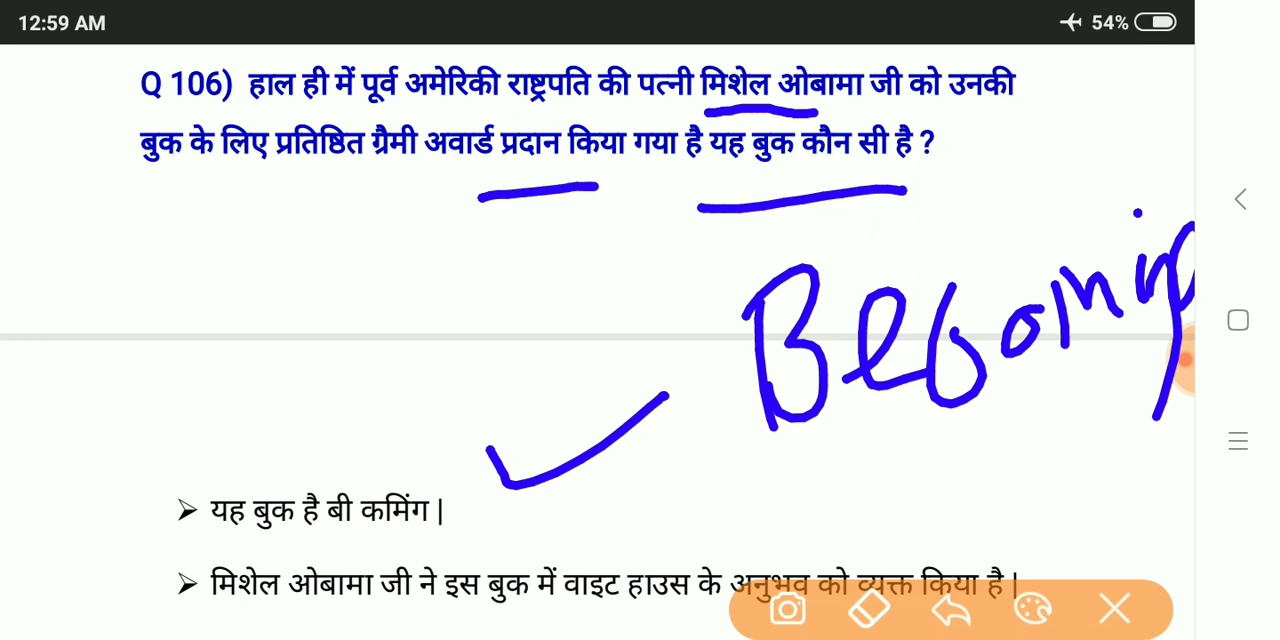 12:59 AM 54%
Q 106) हाल ही में पूर्व अमेरिकी राष्ट्रपति की पत्नी मिशेल ओबामा जी को उनकी
बुक के लिए प्रतिष्ठित ग्रैमी अवार्ड प्रदान किया गया है यह बुक कौन सी है ?
Becoming
➢ यह बुक है बी कमिंग |
➢ मिशेल ओबामा जी ने इस बुक में वाइट हाउस के अनुभव को व्यक्त किया है |